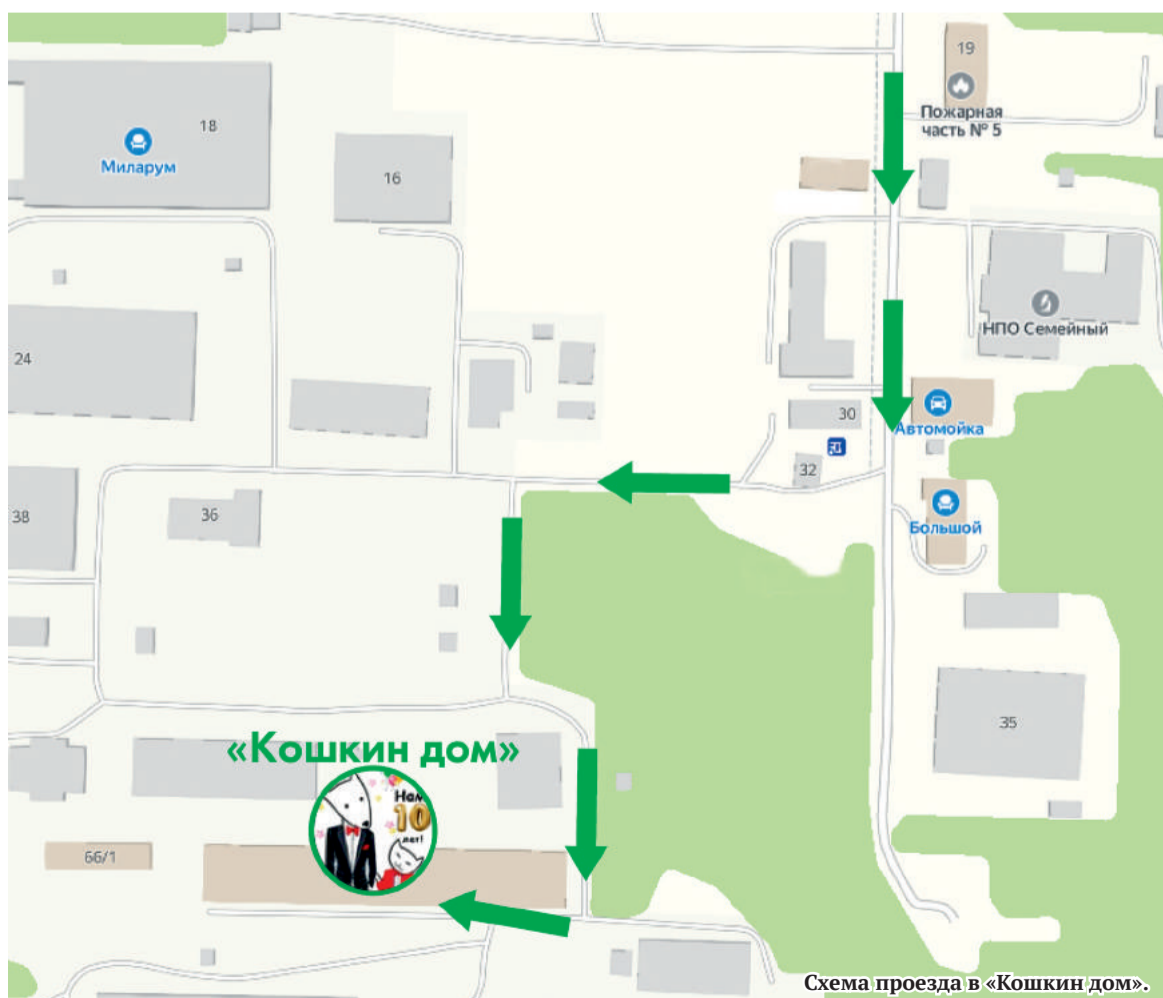 19
Пожарная
часть № 5
18
Миларум
16
НПО Семейный
24
30
Автомойка
32
38
36
Большой
35
«Кошкин дом»
Нам
10
лет!
66/1
Схема проезда в «Кошкин дом».